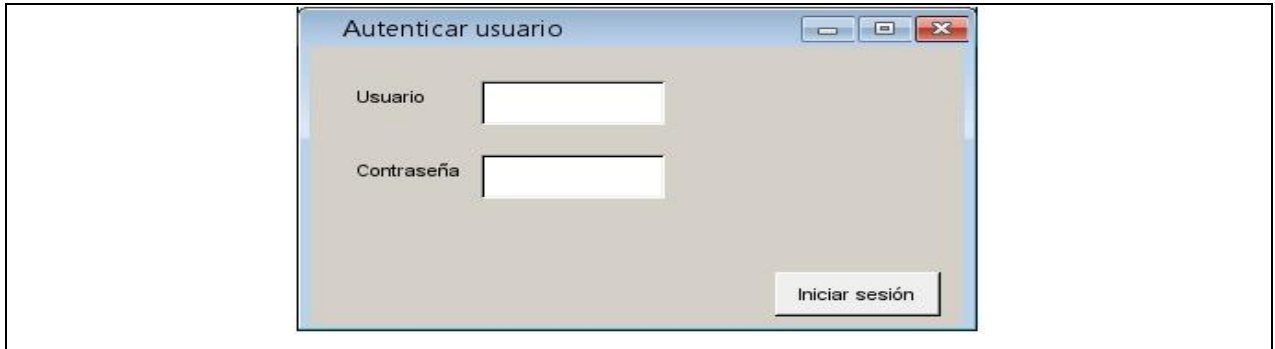 Autenticar usuario
Usuario
Contraseña
Iniciar sesión